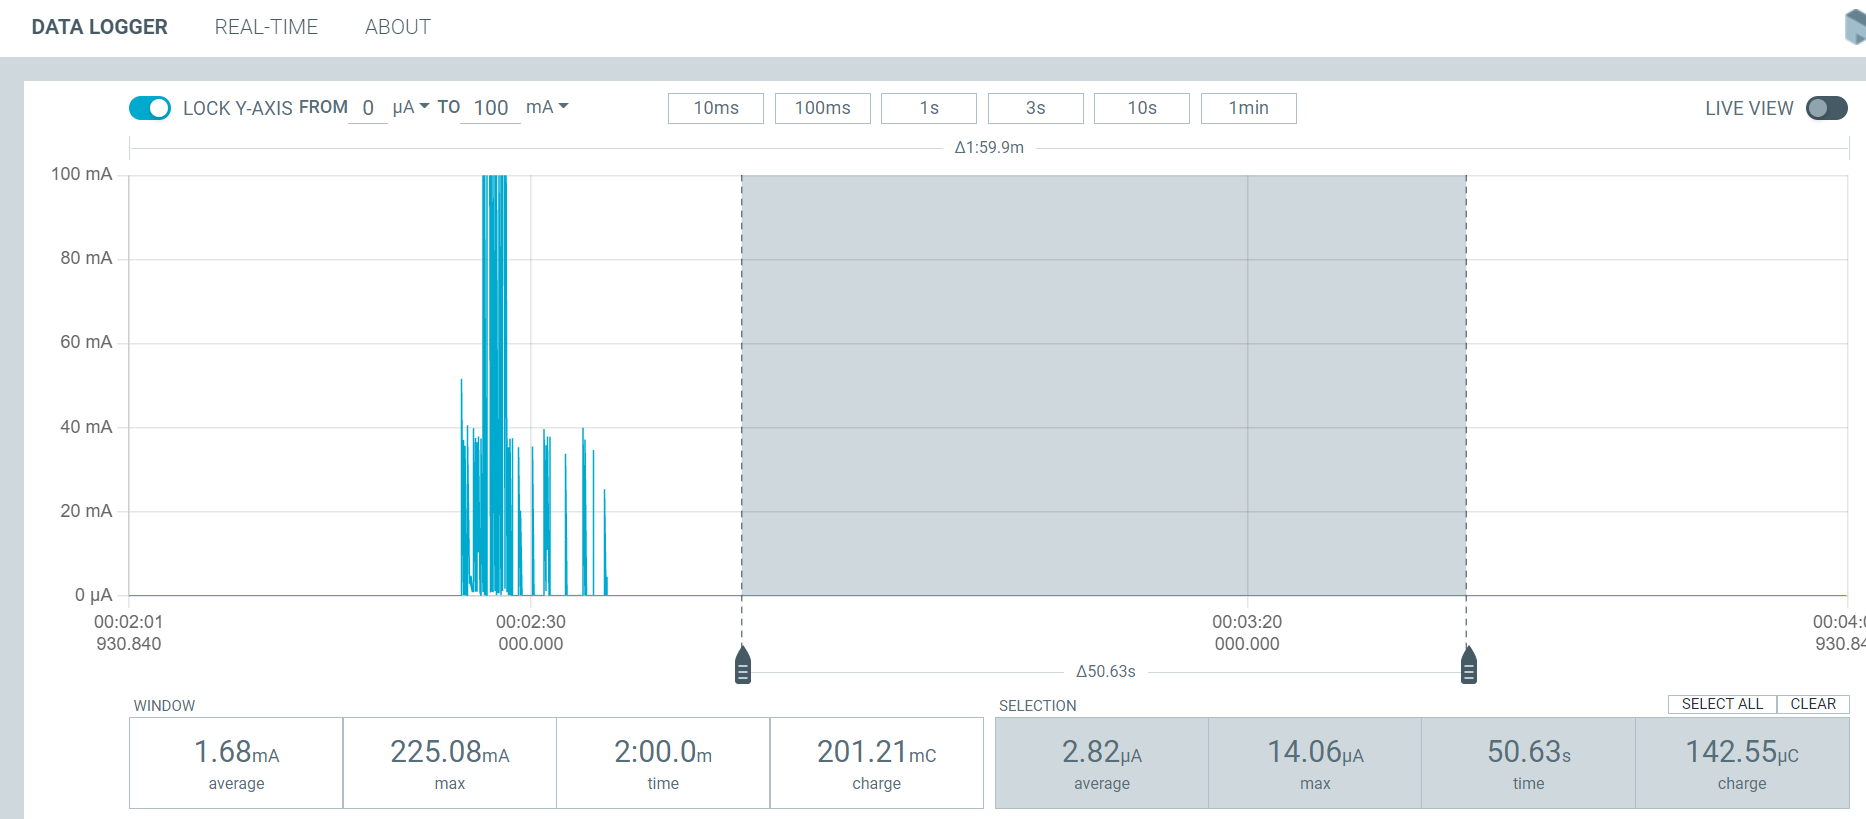 DATA LOGGER REAL-TIME ABOUT
LOCK Y-AXIS FROM 0 µA TO 100 mA 10ms 100ms 1s 3s 10s 1min LIVE VIEW
Δ1:59.9m
100 mA
80 mA
60 mA
40 mA
20 mA
0 µA
00:02:01 00:02:30 00:03:20 00:04:0
930.840 000.000 000.000 930.84
Δ50.63s
WINDOW SELECTION SELECT ALL CLEAR
1.68mA 225.08mA 2:00.0m 201.21mC 2.82µA 14.06µA 50.63s 142.55µC
average max time charge average max time charge